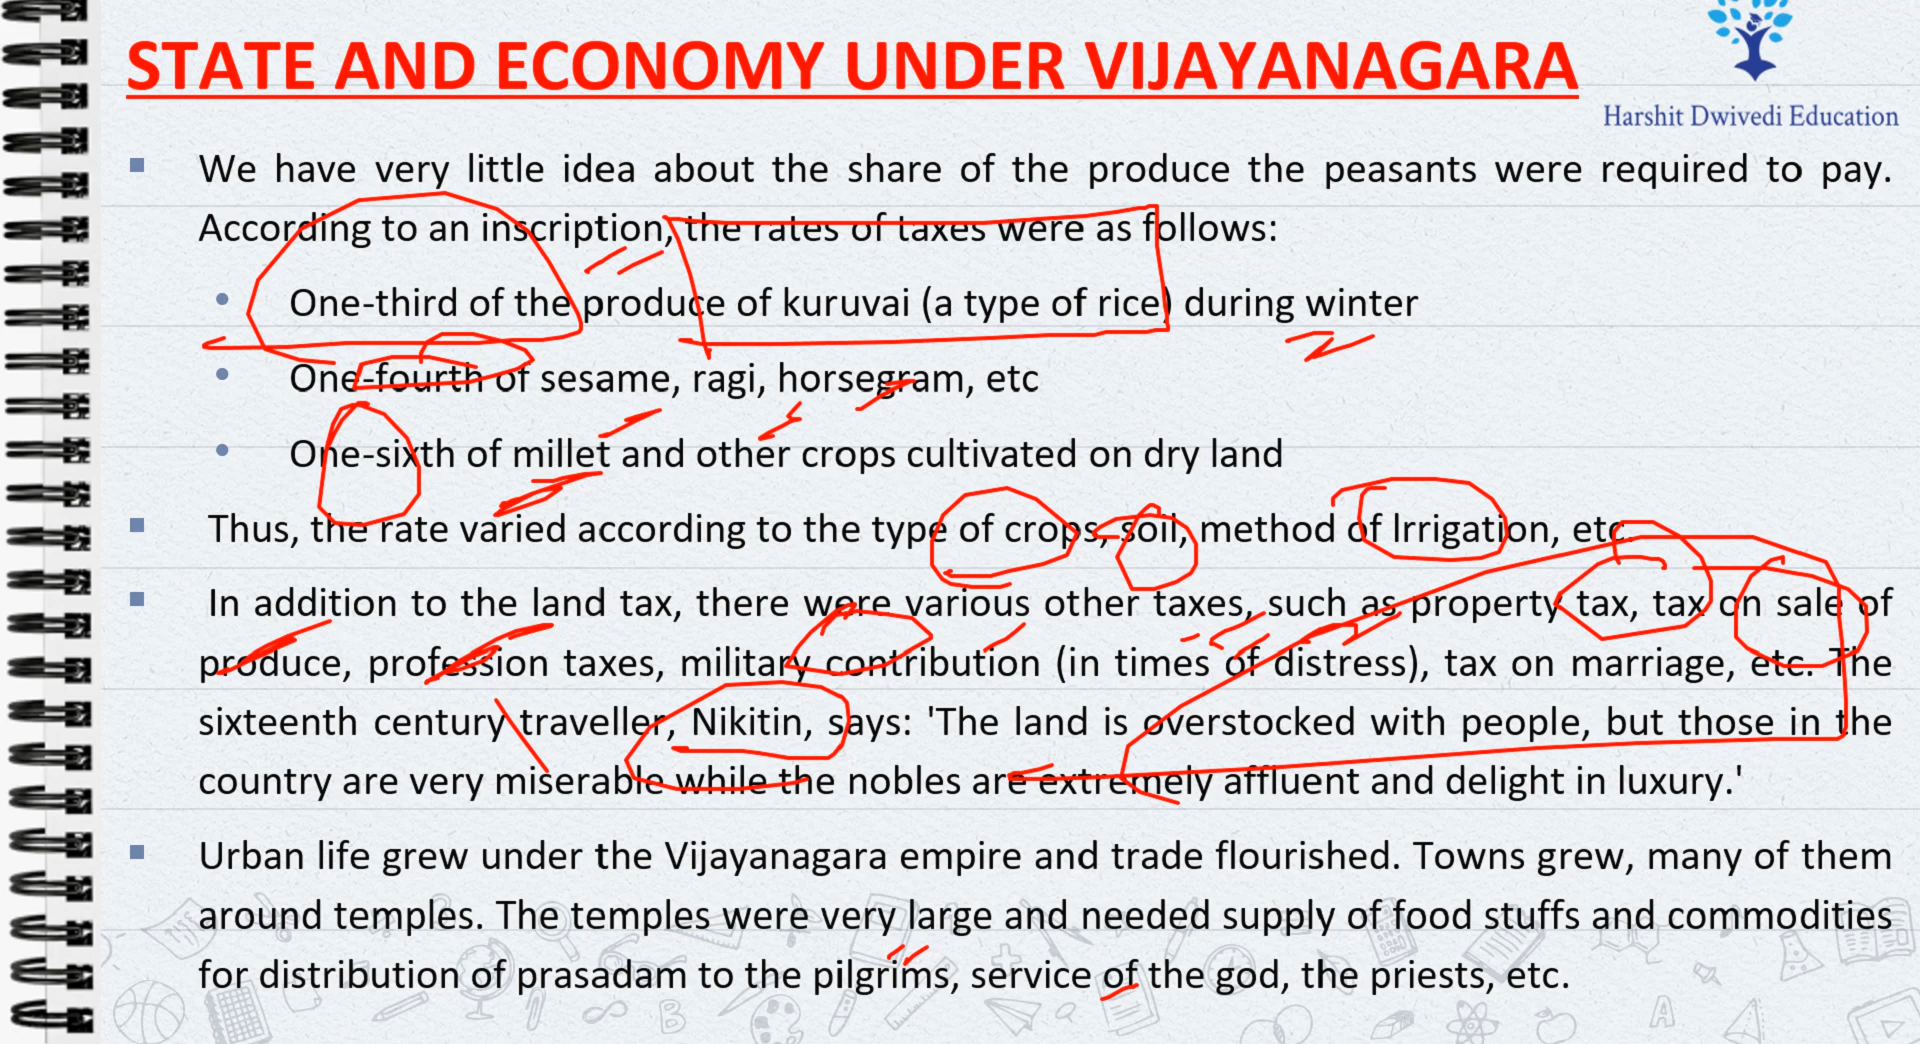 STATE AND ECONOMY UNDER VIJAYANAGARA
Harshit Dwivedi Education
We have very little idea about the share of the produce the peasants were required to pay.
According to an inscription, the rates of taxes were as follows:
One-third of the produce of kuruvai (a type of rice) during winter
One-fourth of sesame, ragi, horsegram, etc
One-sixth of millet and other crops cultivated on dry land
Thus, the rate varied according to the type of crops, soil, method of Irrigation, etc.
In addition to the land tax, there were various other taxes, such as property tax, tax on sale of
produce, profession taxes, military contribution (in times of distress), tax on marriage, etc. The
sixteenth century traveller, Nikitin, says: 'The land is overstocked with people, but those in the
country are very miserable while the nobles are extremely affluent and delight in luxury.'
Urban life grew under the Vijayanagara empire and trade flourished. Towns grew, many of them
around temples. The temples were very large and needed supply of food stuffs and commodities
for distribution of prasadam to the pilgrims, service of the god, the priests, etc.